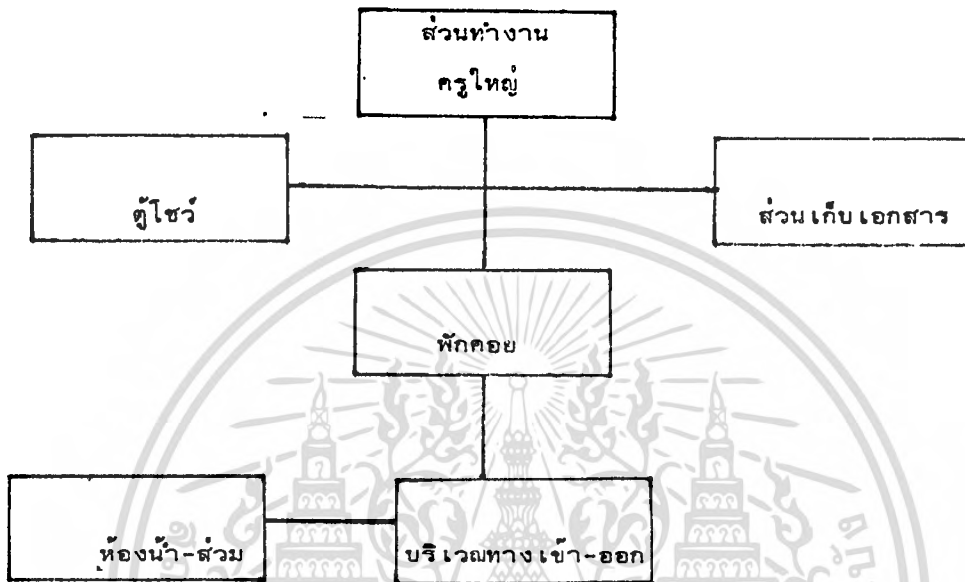 ส่วนทำงาน
ครูใหญ่
ตู้โชว์
ส่วนเก็บเอกสาร
พักคอย
ห้องน้ำ-ส้วม
บริเวณทางเข้า-ออก